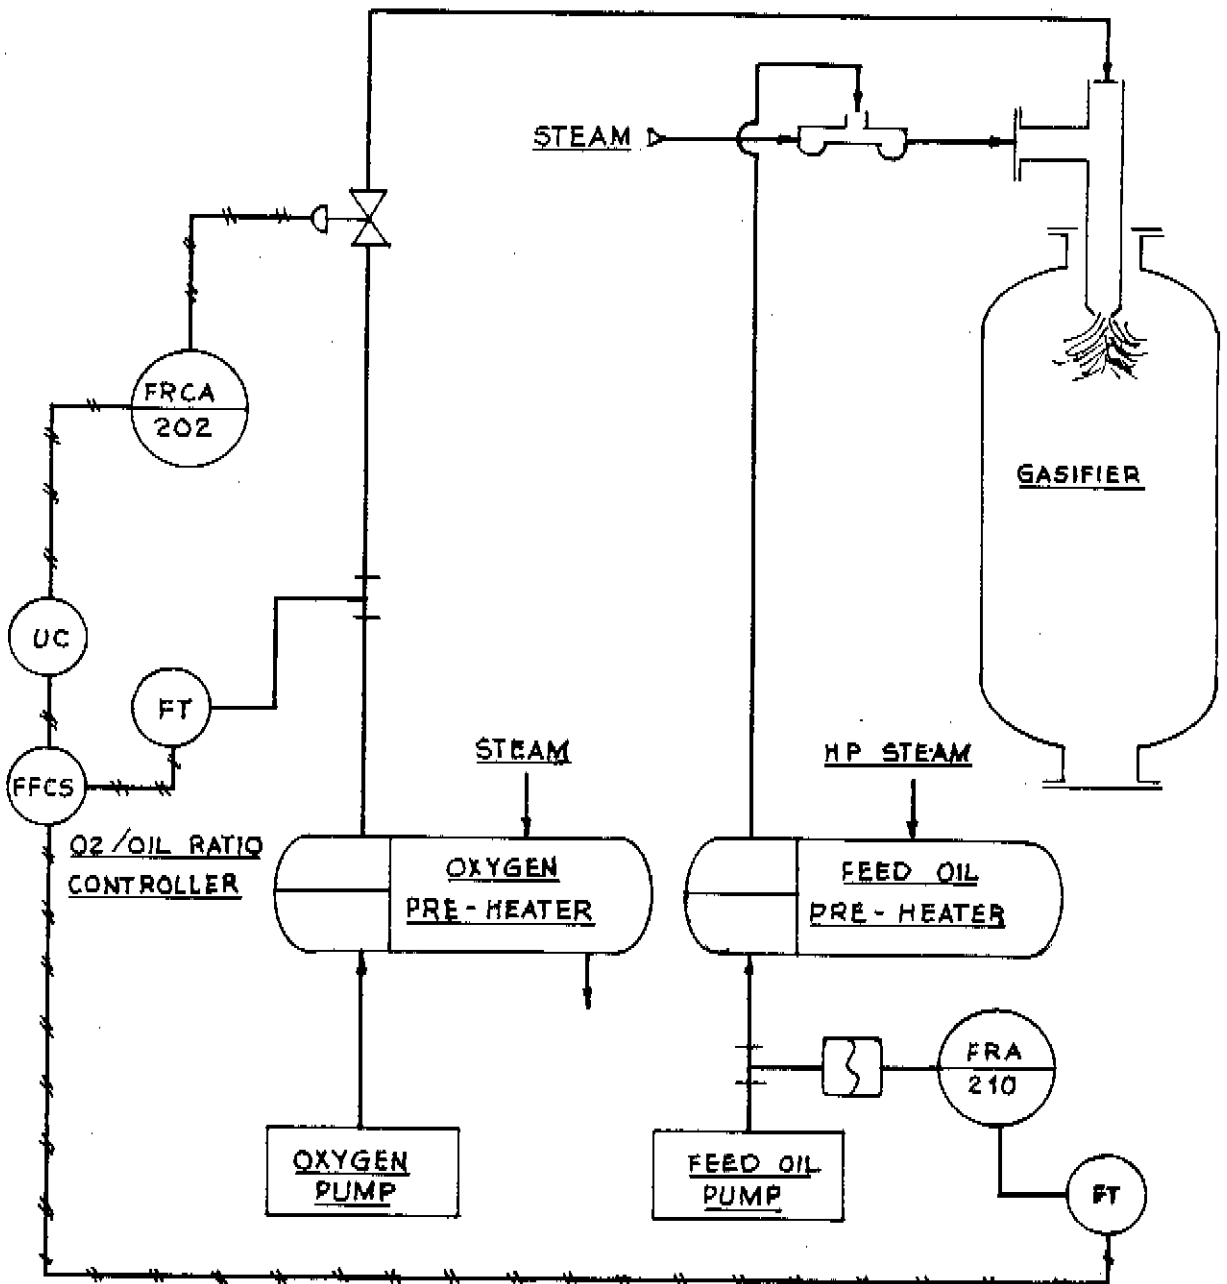 STEAM
FRCA
202
GASIFIER
UC
FT
FFCS
STEAM
HP STEAM
O2/OIL RATIO
CONTROLLER
OXYGEN
PRE-HEATER
FEED OIL
PRE-HEATER
FRA
210
OXYGEN
PUMP
FEED OIL
PUMP
FT